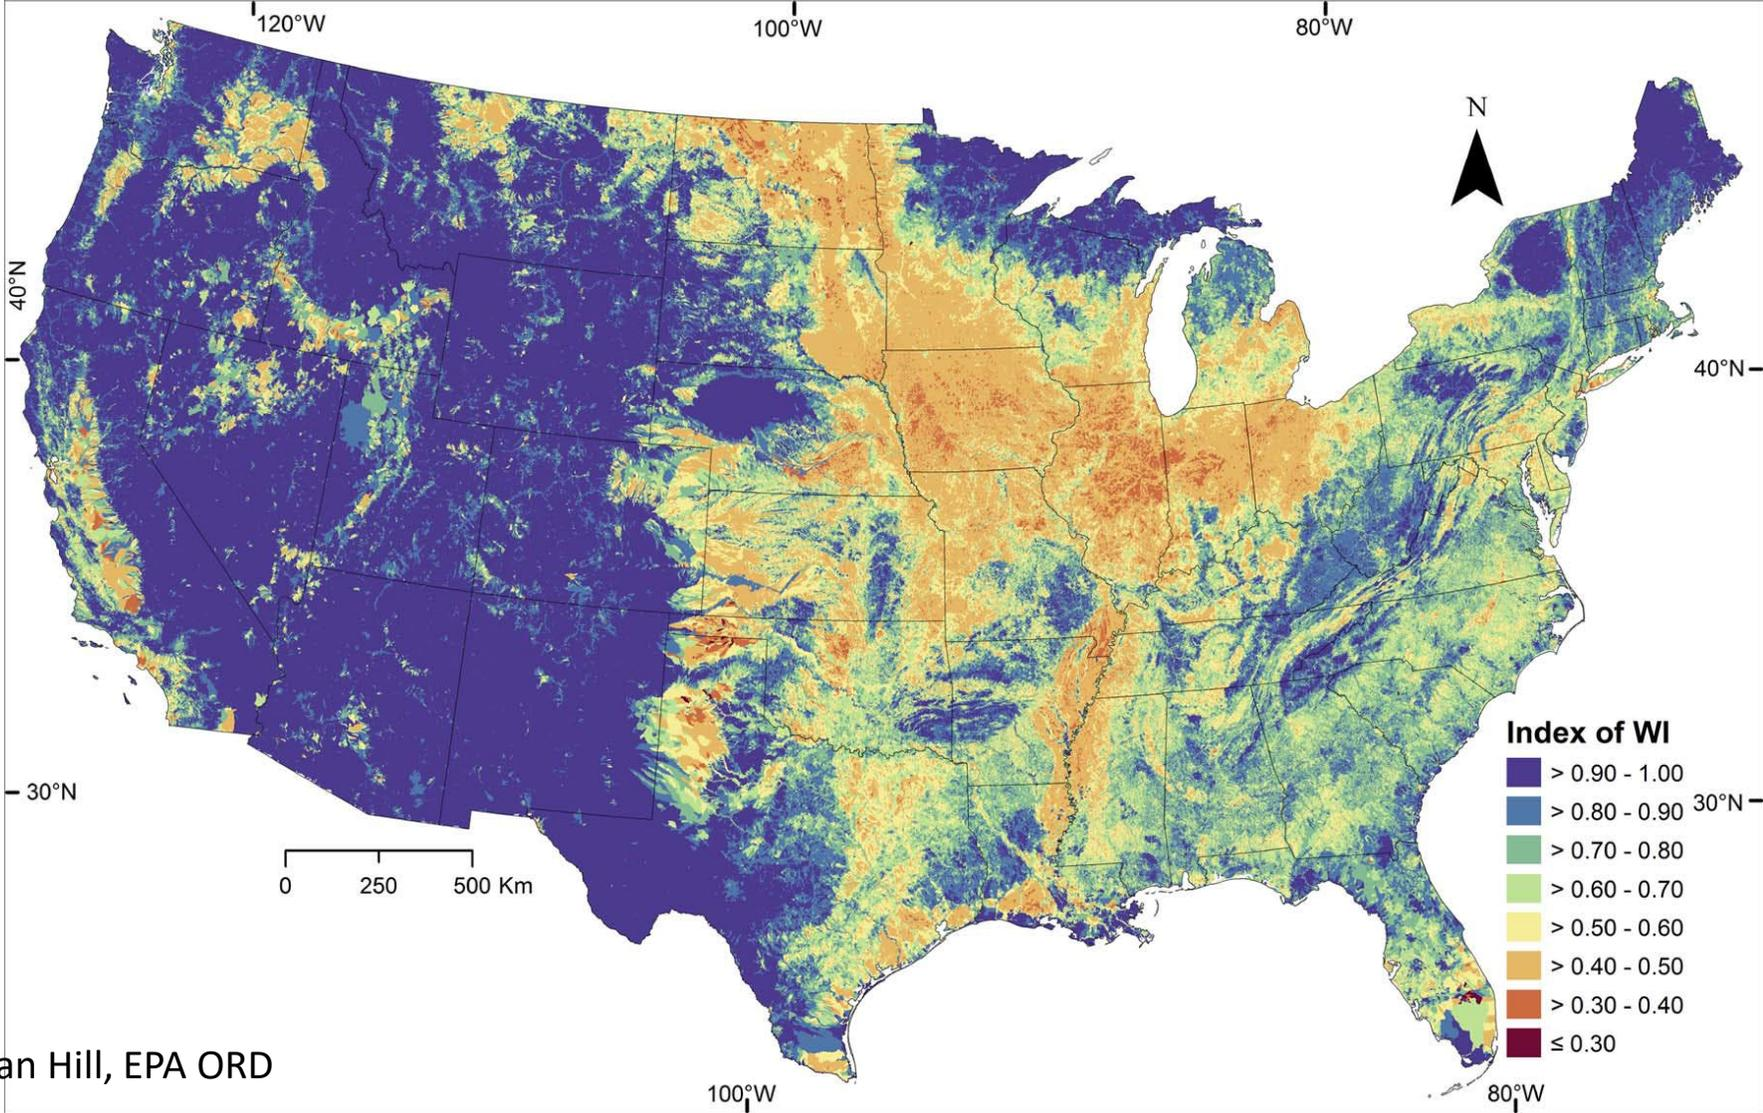 120°W
100°W
80°W
N
40°N
40°N
30°N
30°N
Index of WI
> 0.90 - 1.00
> 0.80 - 0.90
> 0.70 - 0.80
> 0.60 - 0.70
> 0.50 - 0.60
> 0.40 - 0.50
> 0.30 - 0.40
≤ 0.30
0 250 500 Km
an Hill, EPA ORD
100°W
80°W